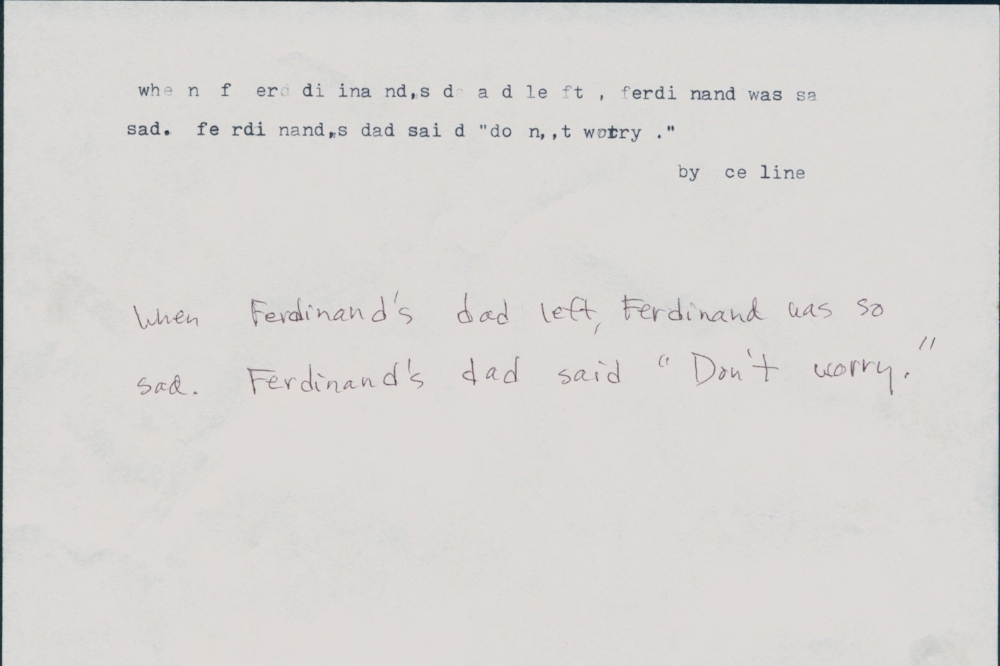 whe n f erd di ina nd,s d a d le ft , ferdi nand was sa
sad. fe rdi nand,s dad sai d "do n,,t wotry ."
by ce line
When Ferdinand's dad left, Ferdinand was so
sad. Ferdinand's dad said "Don't worry."